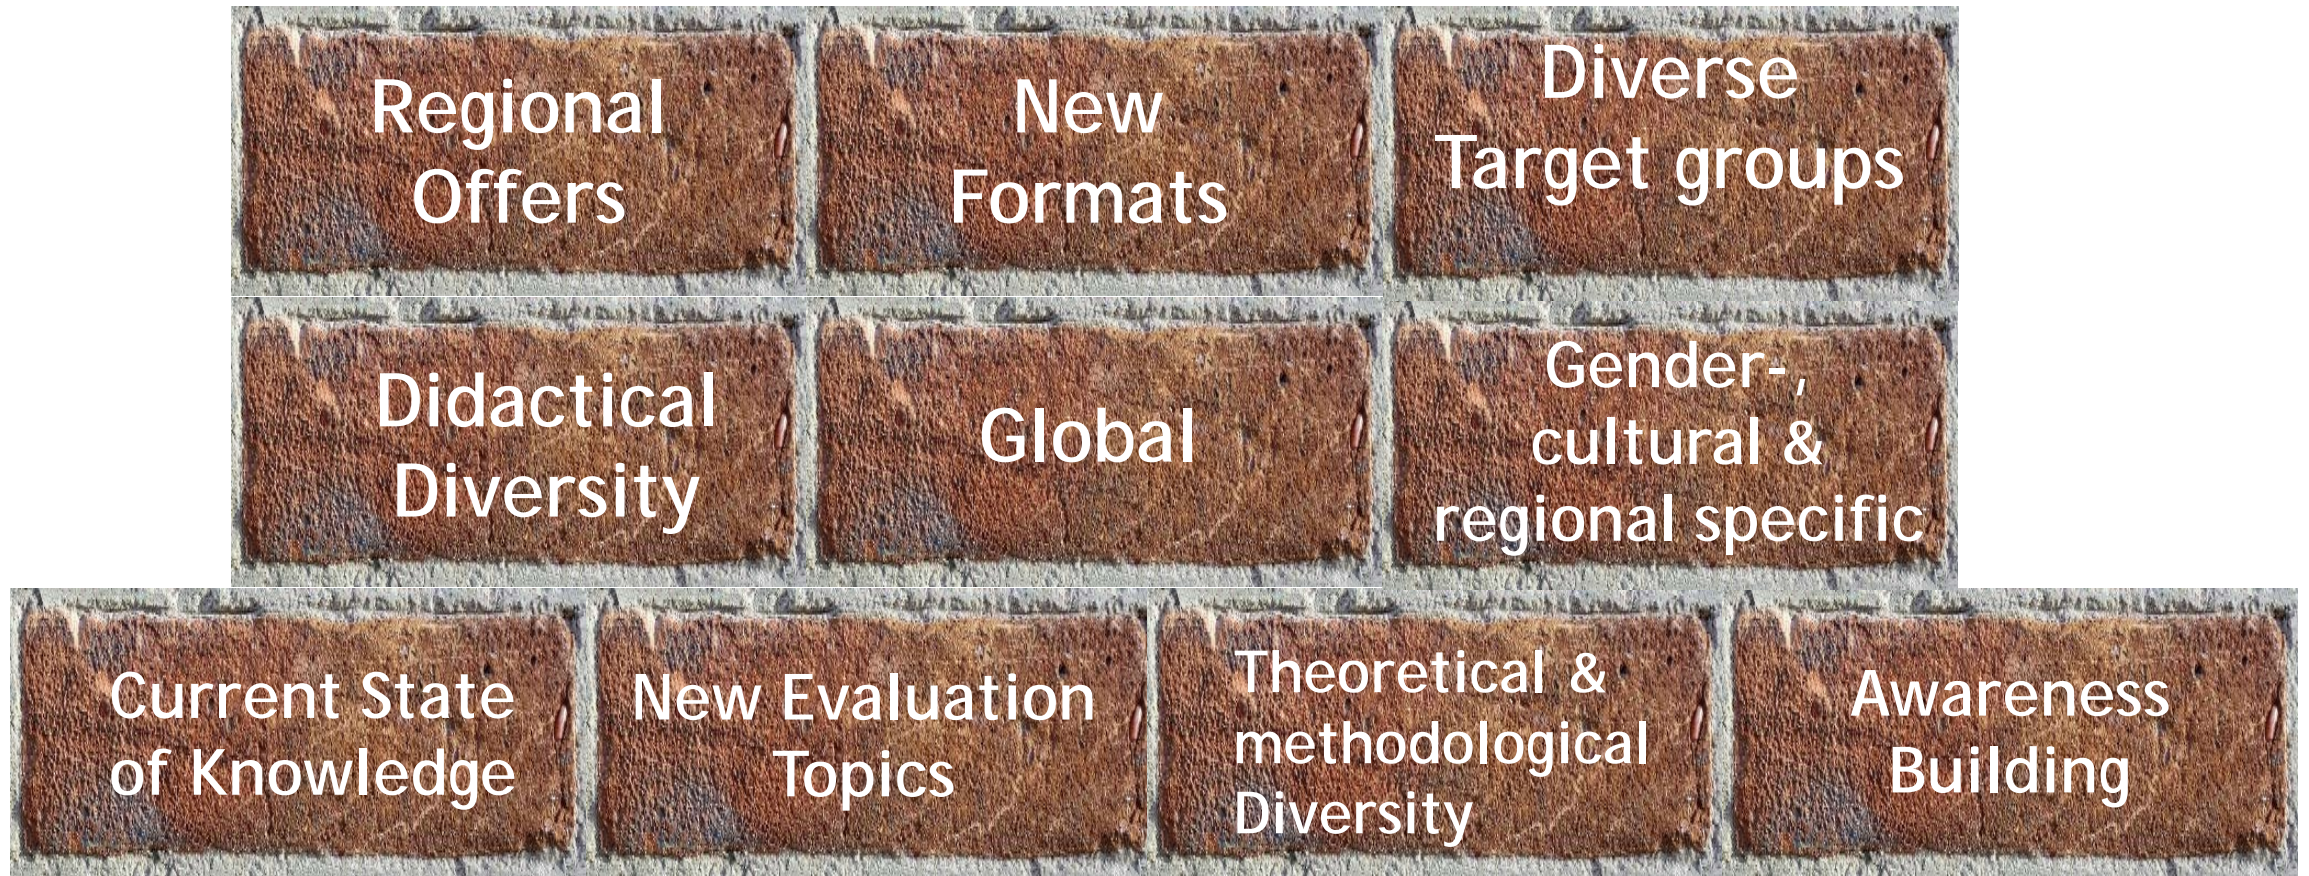 Regional
Offers
New
Formats
Diverse
Target groups
Didactical
Diversity
Global
Gender-,
cultural &
regional specific
Current State
of Knowledge
New Evaluation
Topics
Theoretical &
methodological
Diversity
Awareness
Building